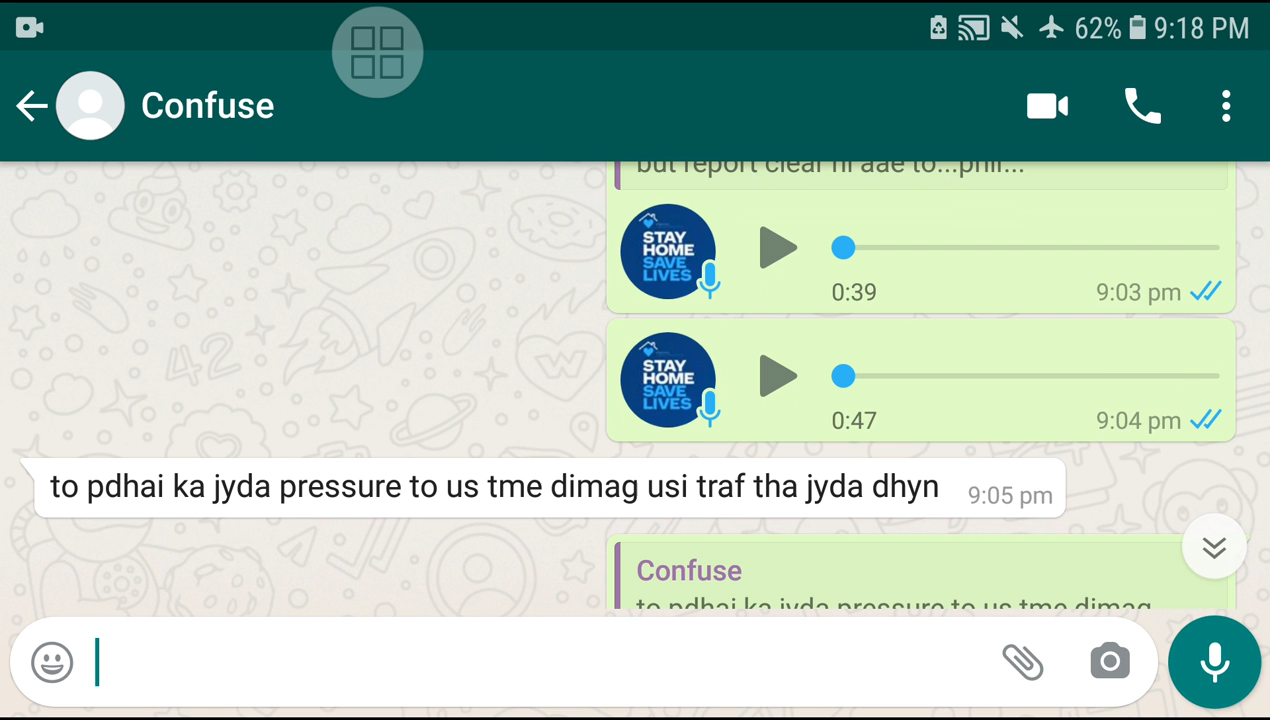 62% 9:18 PM
Confuse
but report clear ni aae to...phir...
STAY
HOME
SAVE
LIVES
0:39 9:03 pm
STAY
HOME
SAVE
LIVES
0:47 9:04 pm
to pdhai ka jyda pressure to us tme dimag usi traf tha jyda dhyn 9:05 pm
Confuse
to pdhai ka jyda pressure to us tme dimag